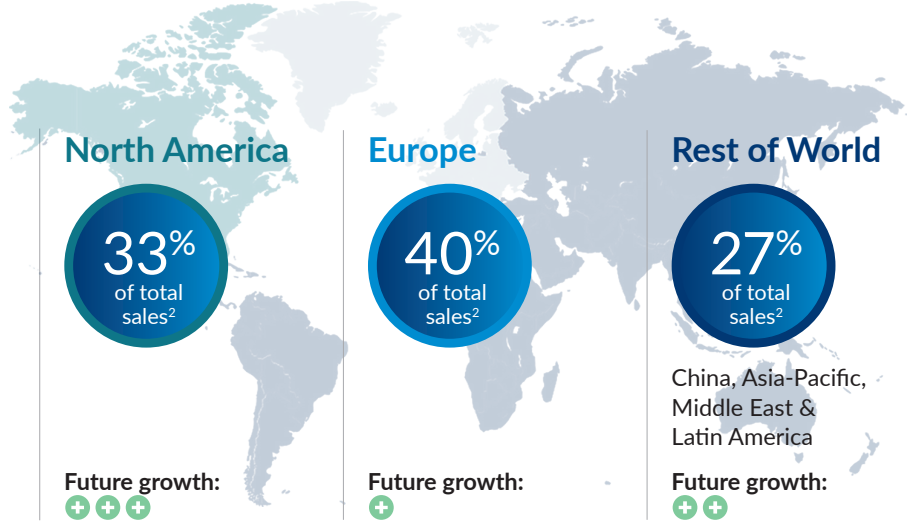 North America
33%
of total
sales2
Future growth:
+ + +
Europe
40%
of total
sales2
Future growth:
+
Rest of World
27%
of total
sales2
China, Asia-Pacific,
Middle East &
Latin America
Future growth:
+ +